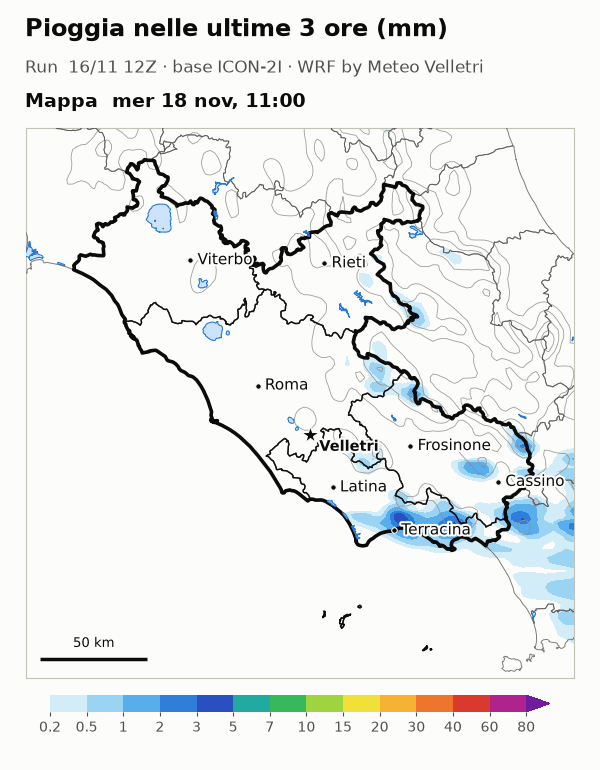 Pioggia nelle ultime 3 ore (mm)
Run  16/11 12Z · base ICON-2I · WRF by Meteo Velletri
Mappa  mer 18 nov, 11:00
Viterbo
Rieti
Roma
Velletri
Frosinone
Cassino
Latina
Terracina
50 km
0.2 0.5 1 2 3 5 7 10 15 20 30 40 60 80